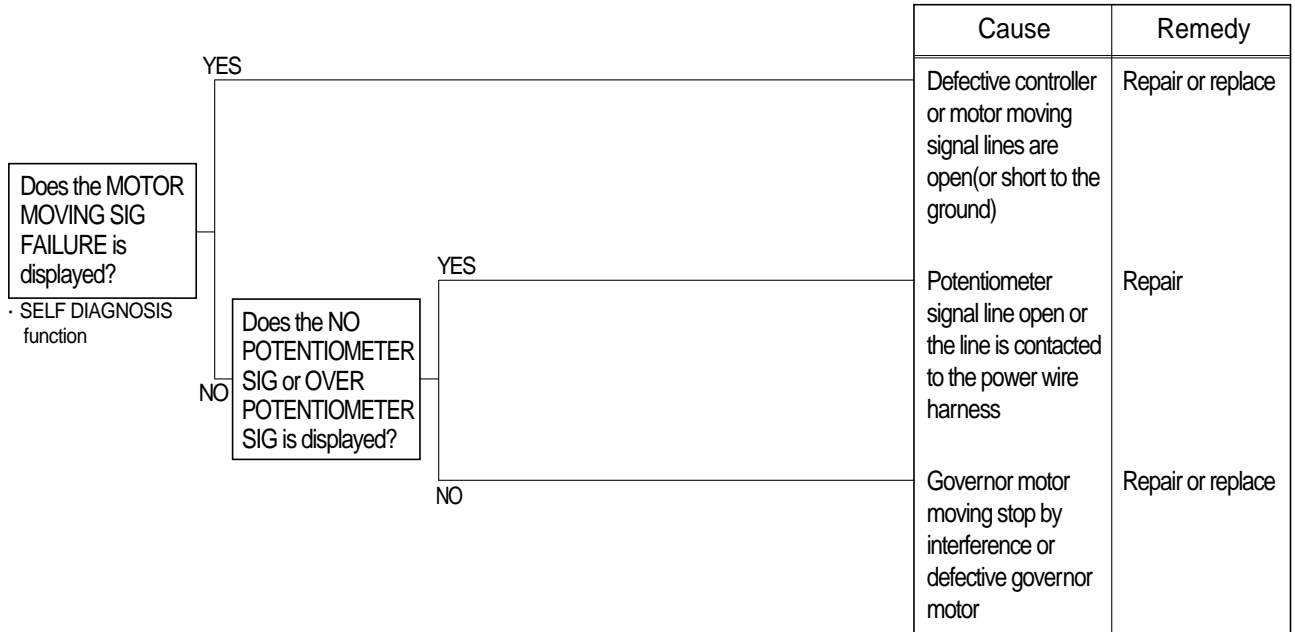 Cause
Remedy
YES
Defective controller
or motor moving
signal lines are
open(or short to the
ground)
Repair or replace
Does the MOTOR
MOVING SIG
FAILURE is
displayed?
· SELF DIAGNOSIS
function
YES
Potentiometer
signal line open or
the line is contacted
to the power wire
harness
Repair
NO
Does the NO
POTENTIOMETER
SIG or OVER
POTENTIOMETER
SIG is displayed?
NO
Governor motor
moving stop by
interference or
defective governor
motor
Repair or replace